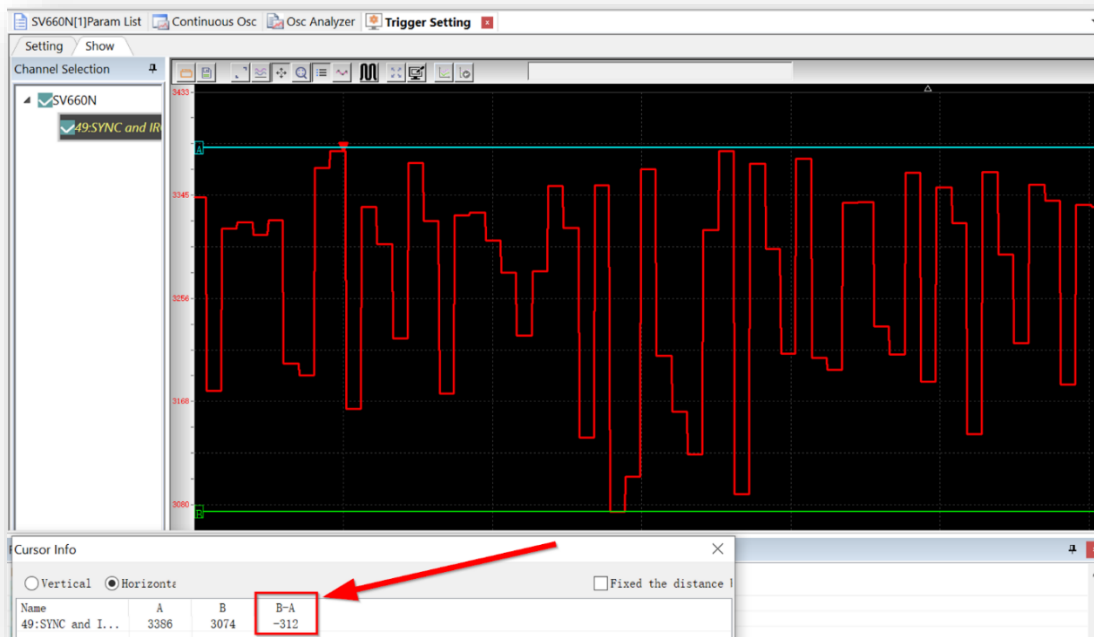 SV660N[1]Param List Continuous Osc Osc Analyzer Trigger Setting
Setting Show
Channel Selection
SV660N
49:SYNC and IR
3433
A
3345
3256
3168
3080
B
Cursor Info
Vertical Horizonta
Fixed the distance
Name A B B-A
49:SYNC and I... 3386 3074 -312